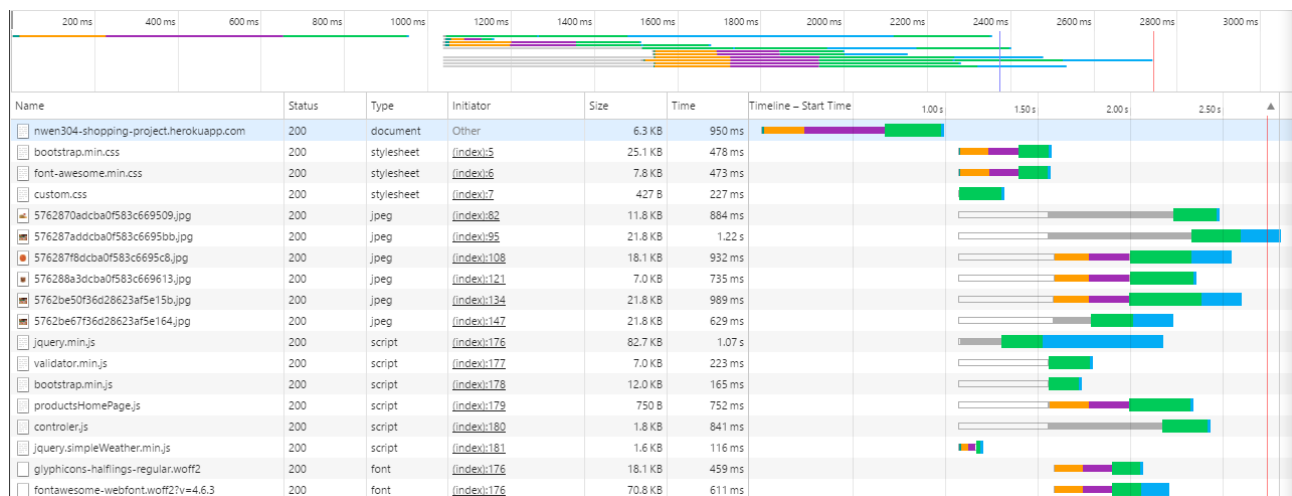 200 ms 400 ms 600 ms 800 ms 1000 ms 1200 ms 1400 ms 1600 ms 1800 ms 2000 ms 2200 ms 2400 ms 2600 ms 2800 ms 3000 ms
Name Status Type Initiator Size Time Timeline – Start Time 1.00 s 1.50 s 2.00 s 2.50 s ▲
nwen304-shopping-project.herokuapp.com 200 document Other 6.3 KB 950 ms
bootstrap.min.css 200 stylesheet (index):5 25.1 KB 478 ms
font-awesome.min.css 200 stylesheet (index):6 7.8 KB 473 ms
custom.css 200 stylesheet (index):7 427 B 227 ms
5762870adcba0f583c669509.jpg 200 jpeg (index):82 11.8 KB 884 ms
576287addcba0f583c6695bb.jpg 200 jpeg (index):95 21.8 KB 1.22 s
576287f8dcba0f583c6695c8.jpg 200 jpeg (index):108 18.1 KB 932 ms
576288a3dcba0f583c669613.jpg 200 jpeg (index):121 7.0 KB 735 ms
5762be50f36d28623af5e15b.jpg 200 jpeg (index):134 21.8 KB 989 ms
5762be67f36d28623af5e164.jpg 200 jpeg (index):147 21.8 KB 629 ms
jquery.min.js 200 script (index):176 82.7 KB 1.07 s
validator.min.js 200 script (index):177 7.0 KB 223 ms
bootstrap.min.js 200 script (index):178 12.0 KB 165 ms
productsHomePage.js 200 script (index):179 750 B 752 ms
controler.js 200 script (index):180 1.8 KB 841 ms
jquery.simpleWeather.min.js 200 script (index):181 1.6 KB 116 ms
glyphicons-halflings-regular.woff2 200 font (index):176 18.1 KB 459 ms
fontawesome-webfont.woff2?v=4.6.3 200 font (index):176 70.8 KB 611 ms